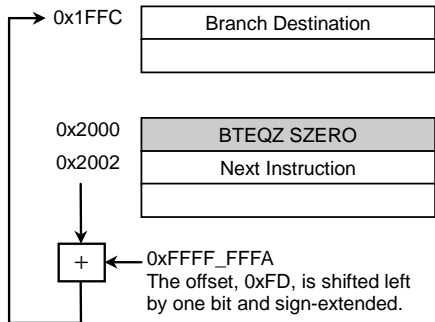 0x1FFC
Branch Destination
0x2000
BTEQZ SZERO
0x2002
Next Instruction
+
0xFFFF_FFFA
The offset, 0xFD, is shifted left
by one bit and sign-extended.